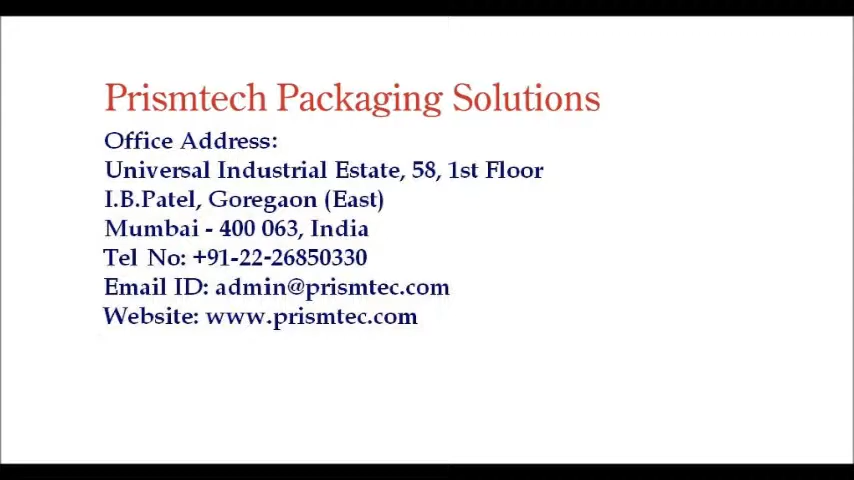 Prismtech Packaging Solutions
Office Address:
Universal Industrial Estate, 58, 1st Floor
I.B.Patel, Goregaon (East)
Mumbai - 400 063, India
Tel No: +91-22-26850330
Email ID: admin@prismtec.com
Website: www.prismtec.com